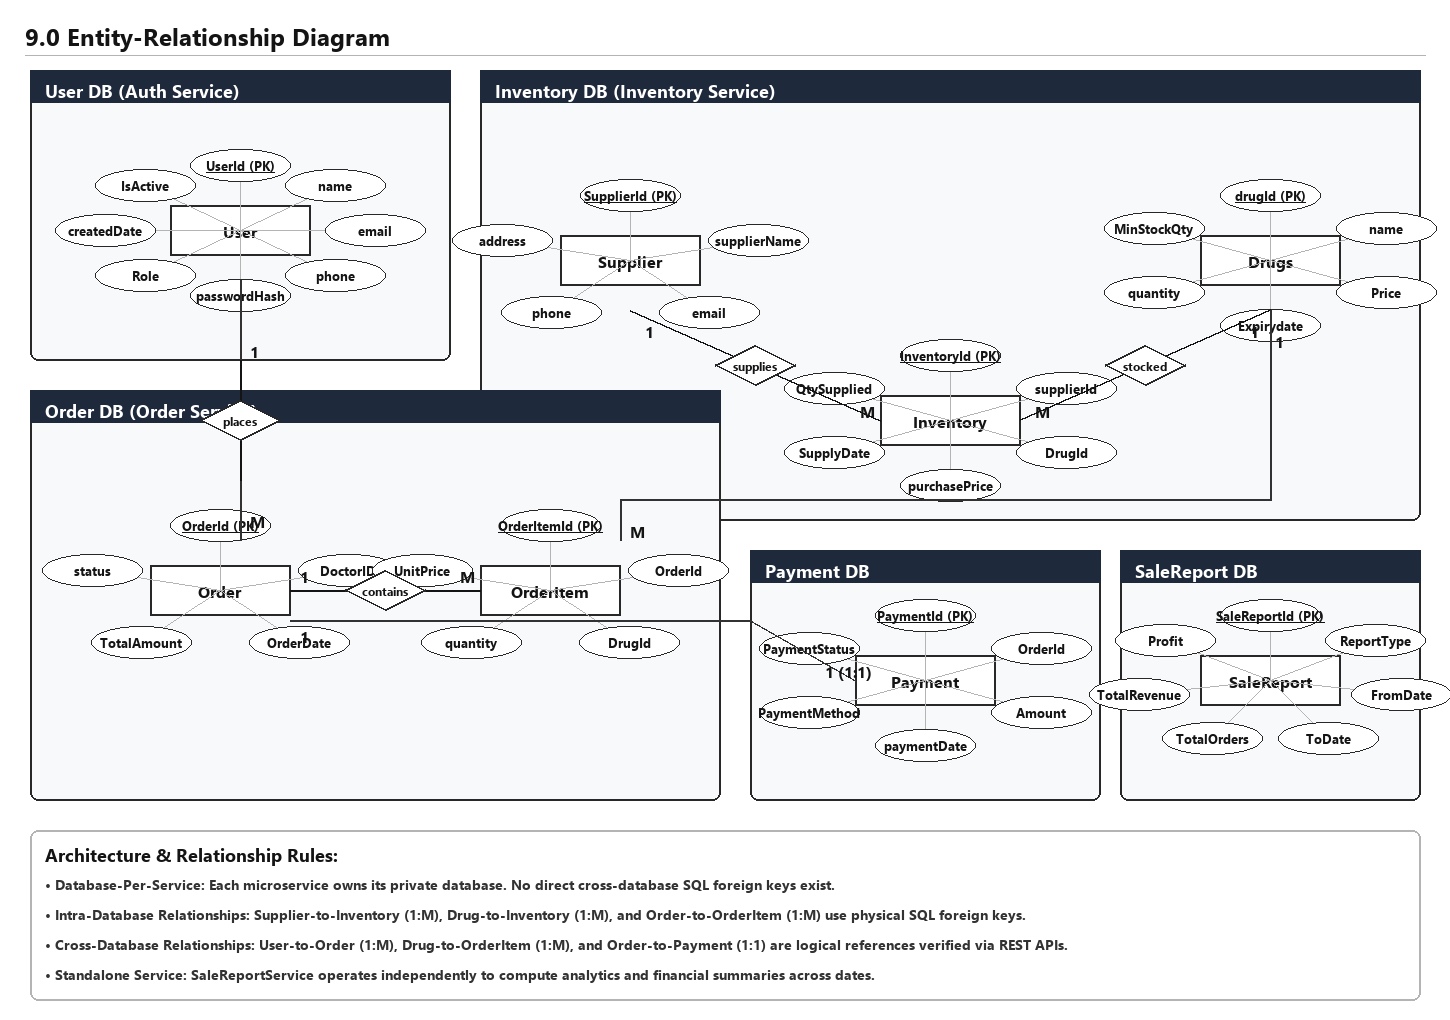 9.0 Entity-Relationship Diagram
User DB (Auth Service)
UserId (PK)
IsActive
name
createdDate
User
email
Role
phone
passwordHash
1
Inventory DB (Inventory Service)
SupplierId (PK)
address
supplierName
Supplier
phone
email
1
supplies
drugId (PK)
MinStockQty
name
Drugs
quantity
Price
Expirydate
1
1
stocked
InventoryId (PK)
QtySupplied
supplierId
M
M
Inventory
SupplyDate
DrugId
purchasePrice
Order DB (Order
places
M
OrderId (PK)
status
DoctorID
Order
1
TotalAmount
OrderDate
1
contains
M
OrderItemId (PK)
M
UnitPrice
OrderId
OrderItem
quantity
DrugId
Payment DB
PaymentId (PK)
PaymentStatus
OrderId
1 (1:1)
Payment
PaymentMethod
Amount
paymentDate
SaleReport DB
SaleReportId (PK)
Profit
ReportType
SaleReport
TotalRevenue
FromDate
TotalOrders
ToDate
Architecture & Relationship Rules:
• Database-Per-Service: Each microservice owns its private database. No direct cross-database SQL foreign keys exist.
• Intra-Database Relationships: Supplier-to-Inventory (1:M), Drug-to-Inventory (1:M), and Order-to-OrderItem (1:M) use physical SQL foreign keys.
• Cross-Database Relationships: User-to-Order (1:M), Drug-to-OrderItem (1:M), and Order-to-Payment (1:1) are logical references verified via REST APIs.
• Standalone Service: SaleReportService operates independently to compute analytics and financial summaries across dates.